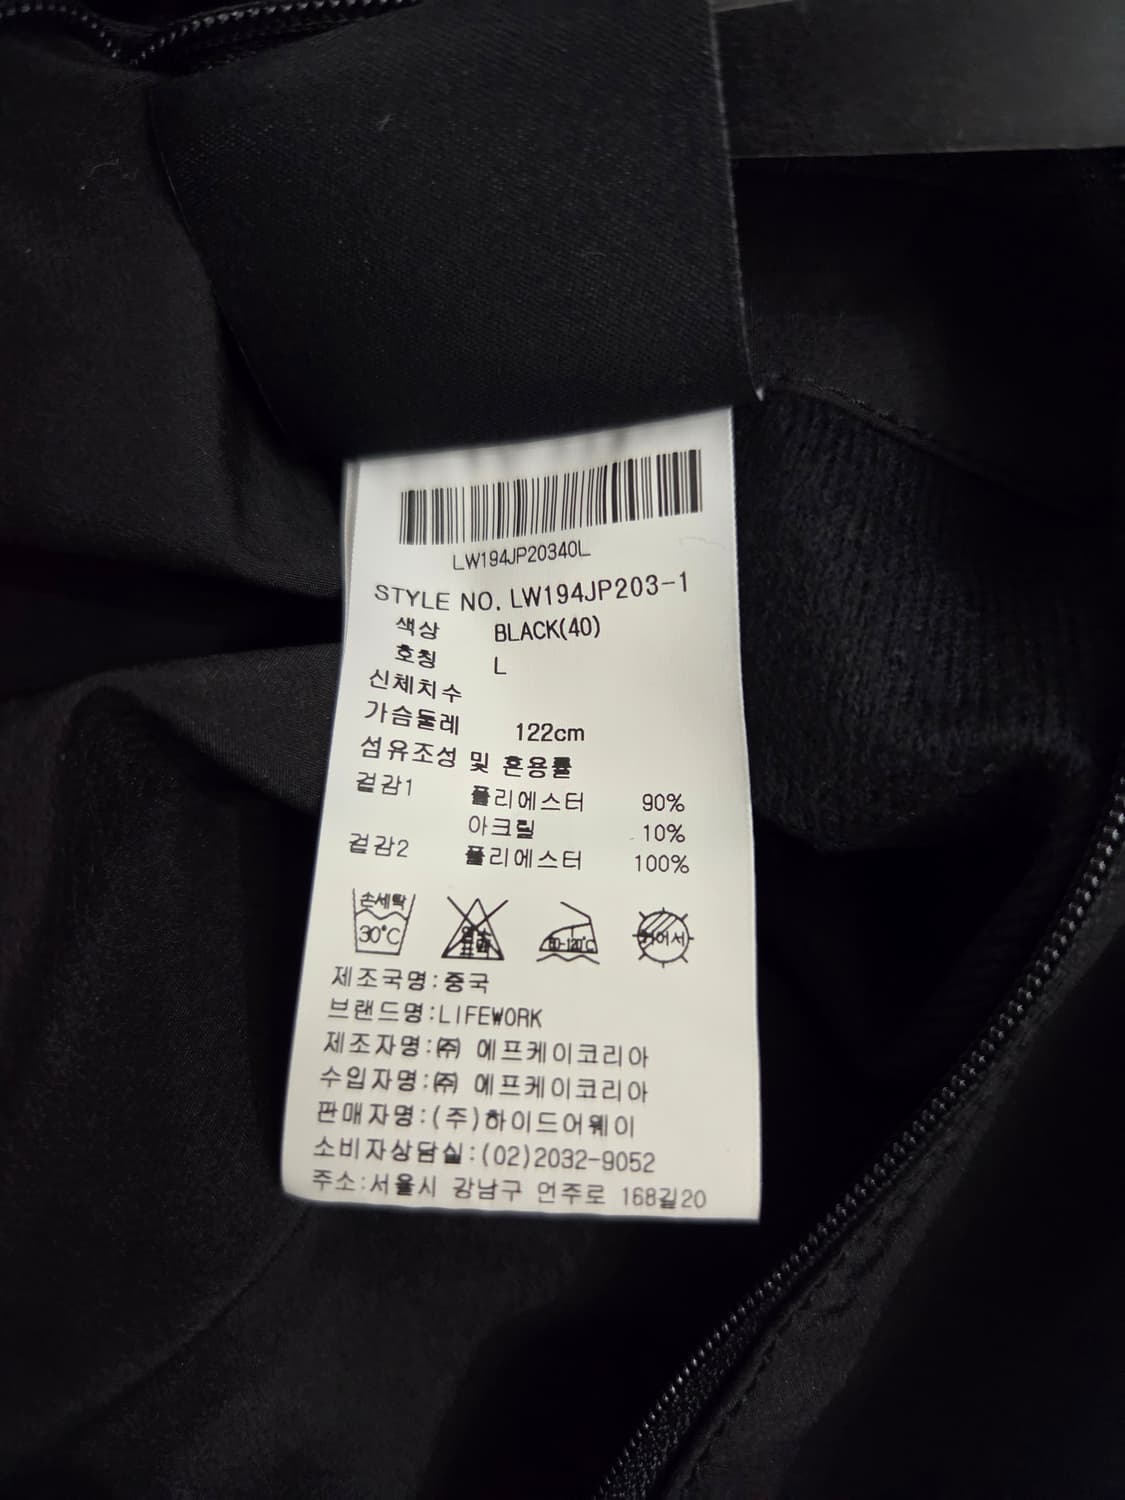 LW194JP20340L
STYLE NO. LW194JP203-1
색상 BLACK(40)
호칭 L
신체치수
가슴둘레 122cm
섬유조성 및 혼용률
겉감1 폴리에스터 90%
아크릴 10%
겉감2 폴리에스터 100%
손세탁
30°C 80-120°C 뉘어서
제조국명:중국
브랜드명:LIFEWORK
제조자명:㈜ 에프케이코리아
수입자명:㈜ 에프케이코리아
판매자명:(주)하이드어웨이
소비자상담실:(02)2032-9052
주소:서울시 강남구 언주로 168길20